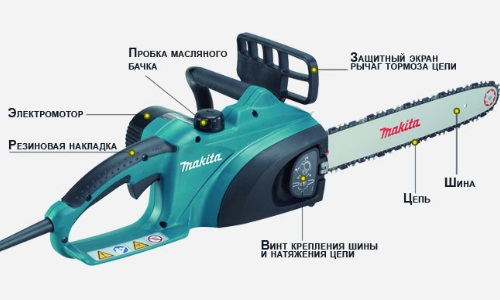 Пробка масляного
бачка
Защитный экран
рычаг тормоза цепи
Электромотор
Резиновая накладка
makita
makita
Шина
Цепь
Винт крепления шины
и натяжения цепи